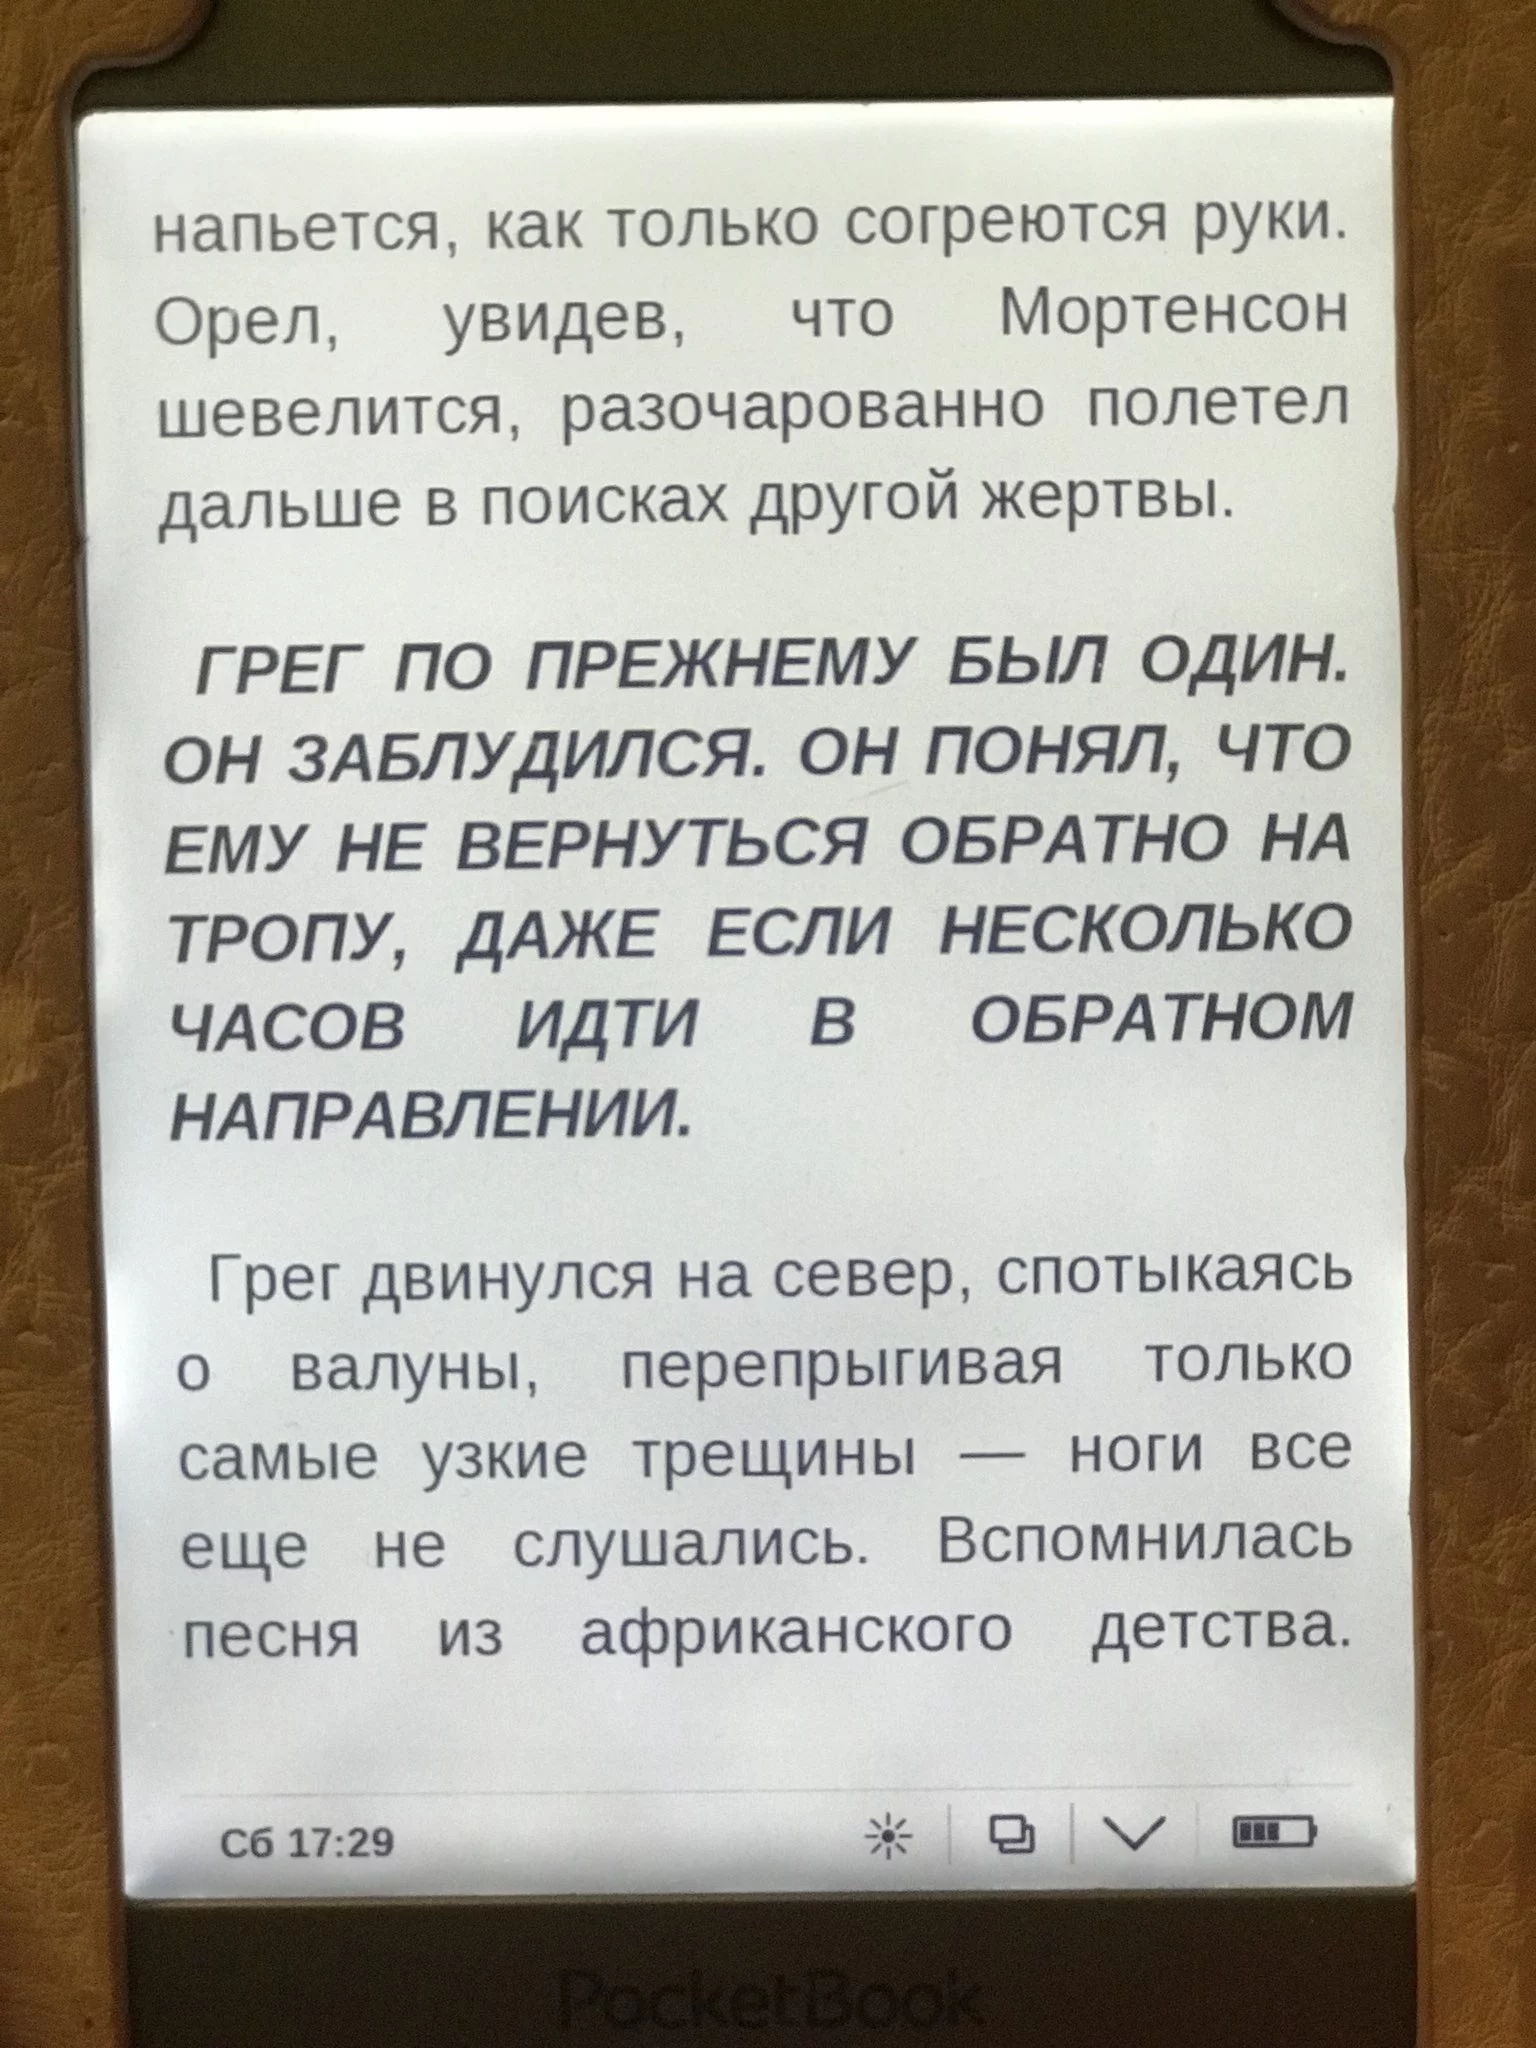 напьется, как только согреются руки.
Орел, увидев, что Мортенсон
шевелится, разочарованно полетел
дальше в поисках другой жертвы.
ГРЕГ ПО ПРЕЖНЕМУ БЫЛ ОДИН.
ОН ЗАБЛУДИЛСЯ. ОН ПОНЯЛ, ЧТО
ЕМУ НЕ ВЕРНУТЬСЯ ОБРАТНО НА
ТРОПУ, ДАЖЕ ЕСЛИ НЕСКОЛЬКО
ЧАСОВ ИДТИ В ОБРАТНОМ
НАПРАВЛЕНИИ.
Грег двинулся на север, спотыкаясь
о валуны, перепрыгивая только
самые узкие трещины — ноги все
еще не слушались. Вспомнилась
песня из африканского детства.
Сб 17:29
PocketBook